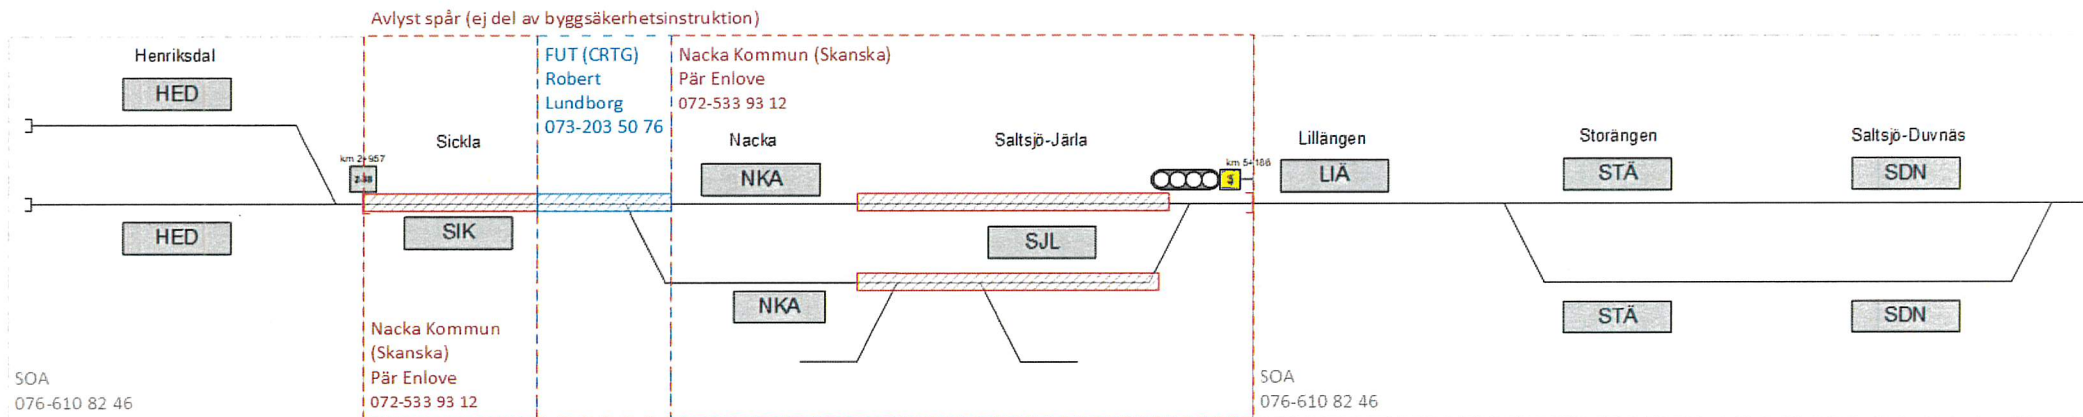 Avlyst spår (ej del av byggsäkerhetsinstruktion)
Henriksdal
HED
HED
km 2+957
Sickla
SIK
FUT (CRTG)
Robert
Lundborg
073-203 50 76
Nacka Kommun (Skanska)
Pär Enlove
072-533 93 12
Nacka
NKA
NKA
Saltsjö-Järla
SJL
km 5+186
Lillängen
LIÄ
Storängen
STÄ
STÄ
Saltsjö-Duvnäs
SDN
SDN
Nacka Kommun
(Skanska)
Pär Enlove
072-533 93 12
SOA
076-610 82 46
SOA
076-610 82 46